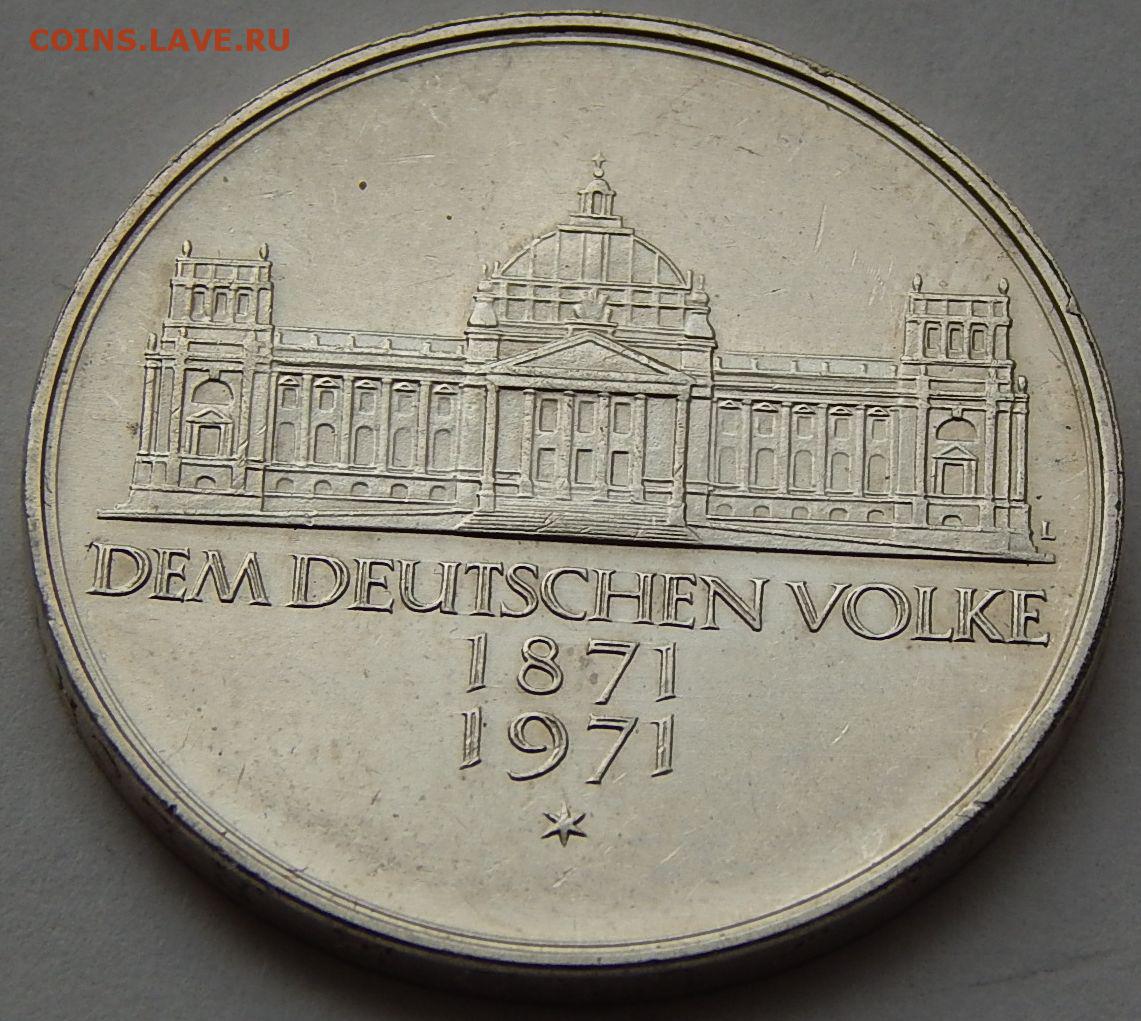 COINS.LAVE.RU
L
DEM DEUTSCHEN VOLKE
1871
1971